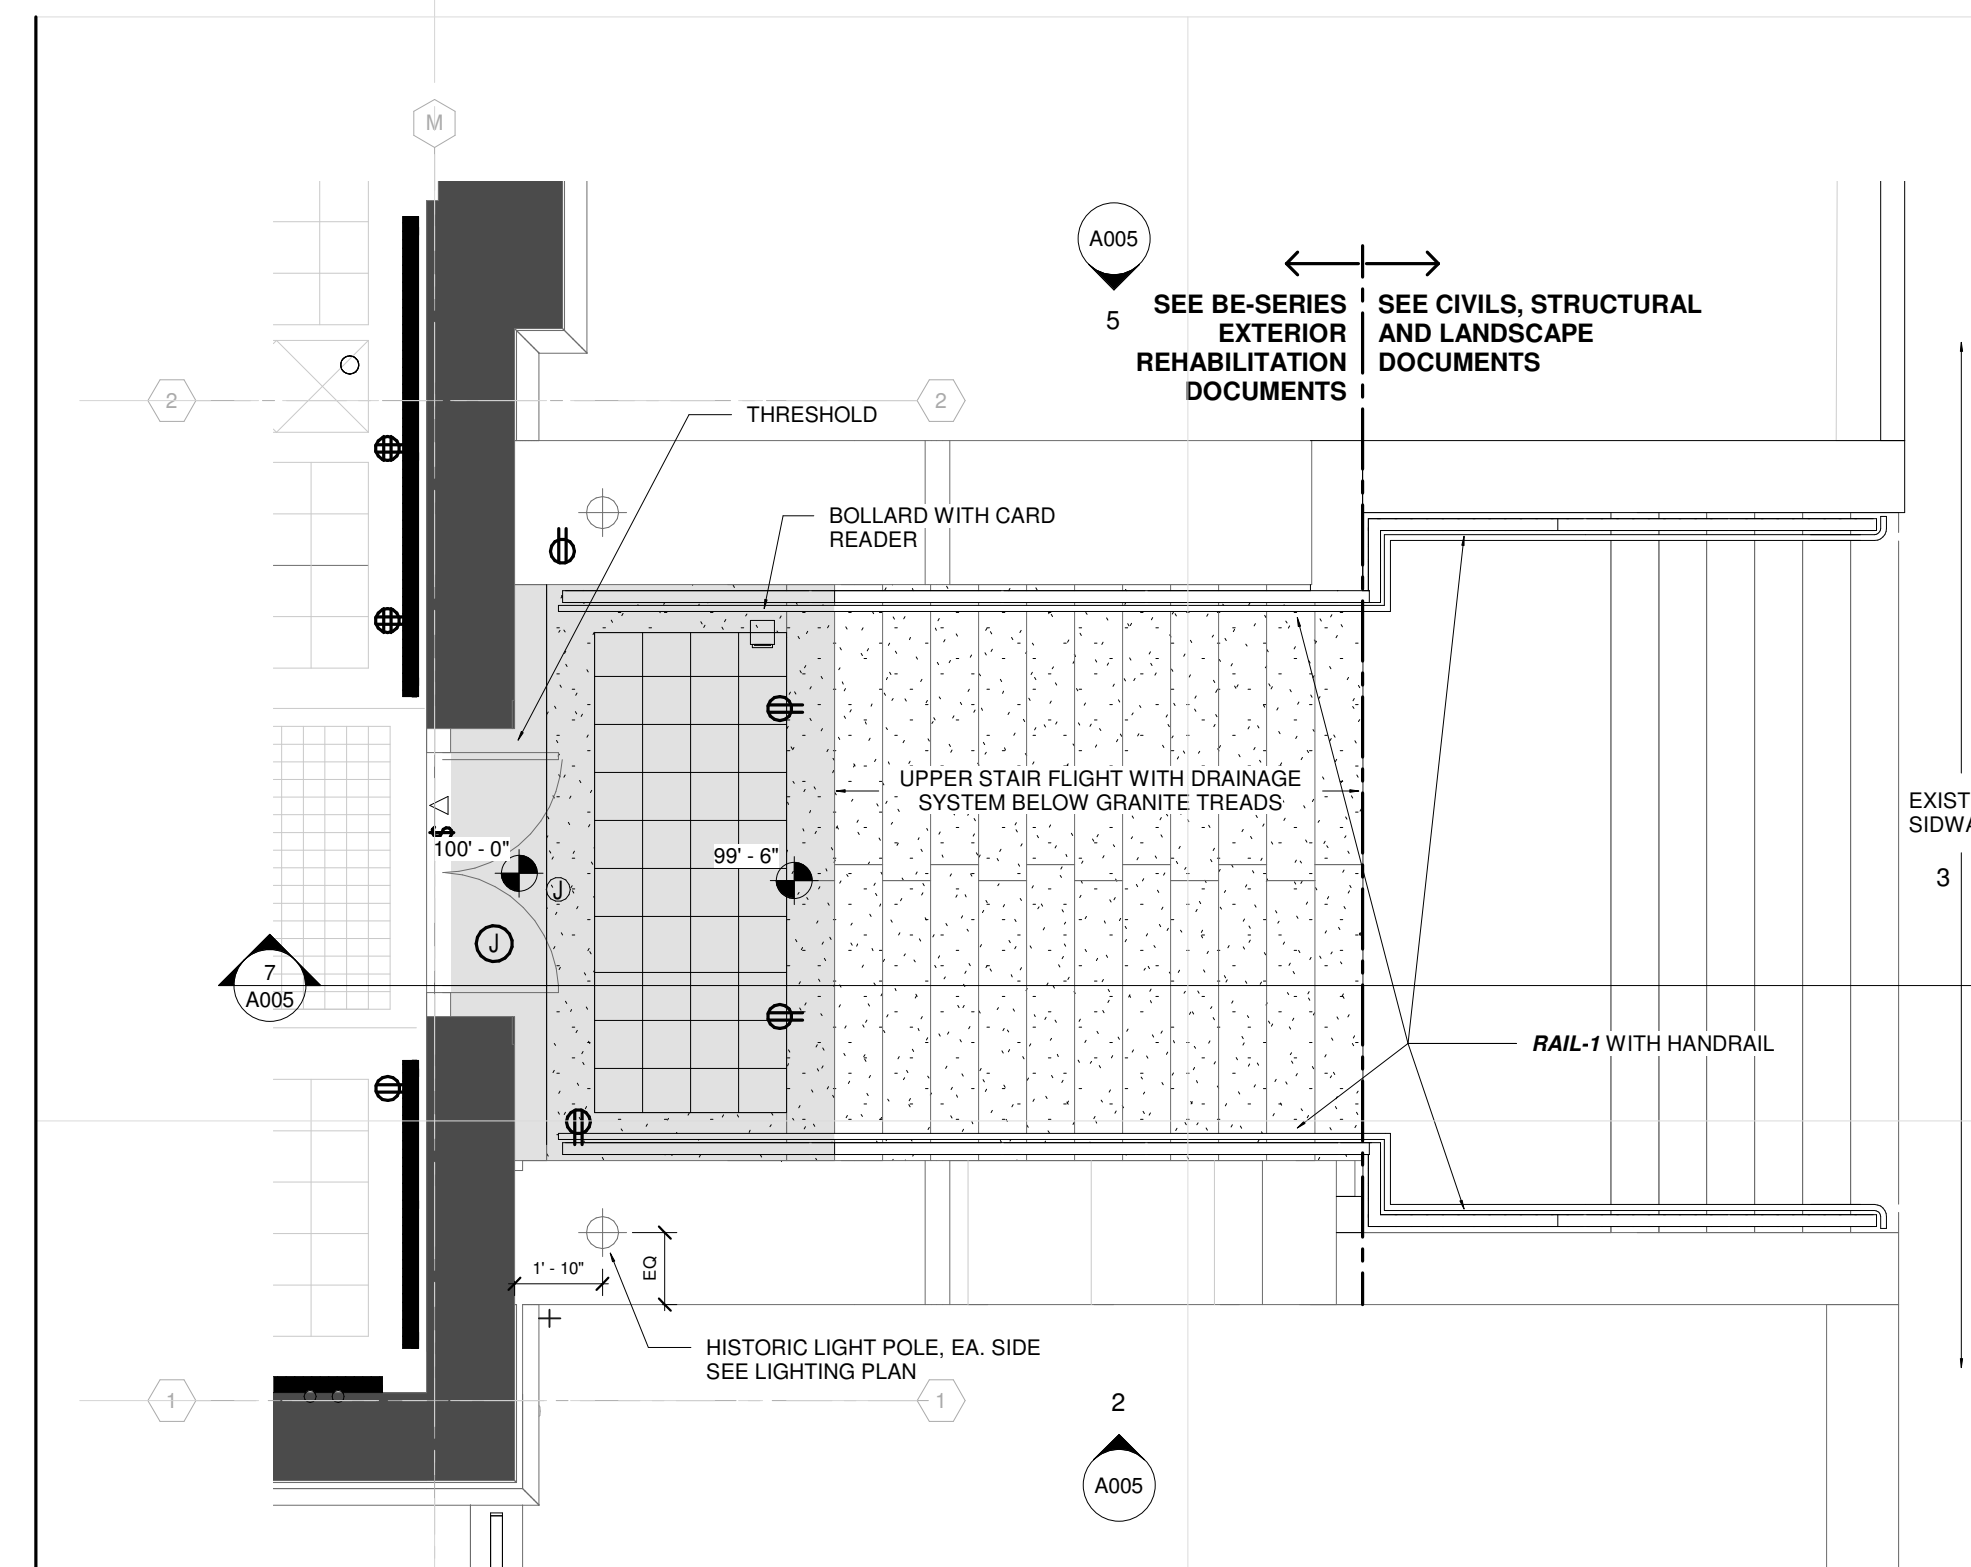 M
A005
5
SEE BE-SERIES
EXTERIOR
REHABILITATION
DOCUMENTS
SEE CIVILS, STRUCTURAL
AND LANDSCAPE
DOCUMENTS
2
2
THRESHOLD
BOLLARD WITH CARD
READER
UPPER STAIR FLIGHT WITH DRAINAGE
SYSTEM BELOW GRANITE TREADS
EXIST
SIDWA
3
$
100' - 0"
99' - 6"
J
J
7
A005
RAIL-1 WITH HANDRAIL
1' - 10"
EQ
HISTORIC LIGHT POLE, EA. SIDE
SEE LIGHTING PLAN
1
1
2
A005